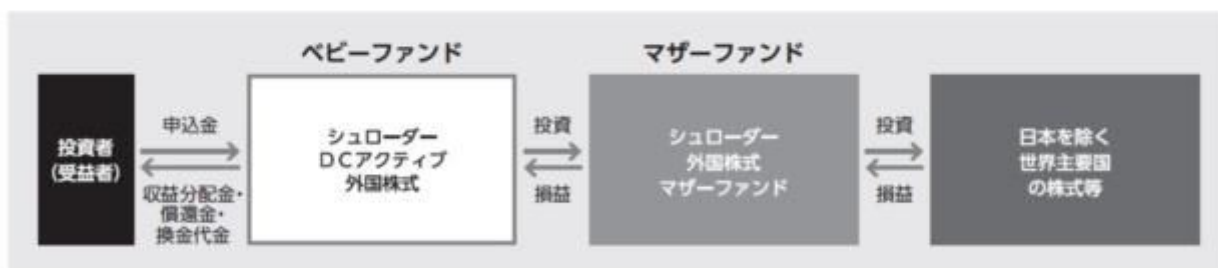 ベビーファンド
マザーファンド
投資者
(受益者)
申込金
収益分配金・
償還金・
換金代金
シュローダー
DCアクティブ
外国株式
投資
損益
シュローダー
外国株式
マザーファンド
投資
損益
日本を除く
世界主要国
の株式等